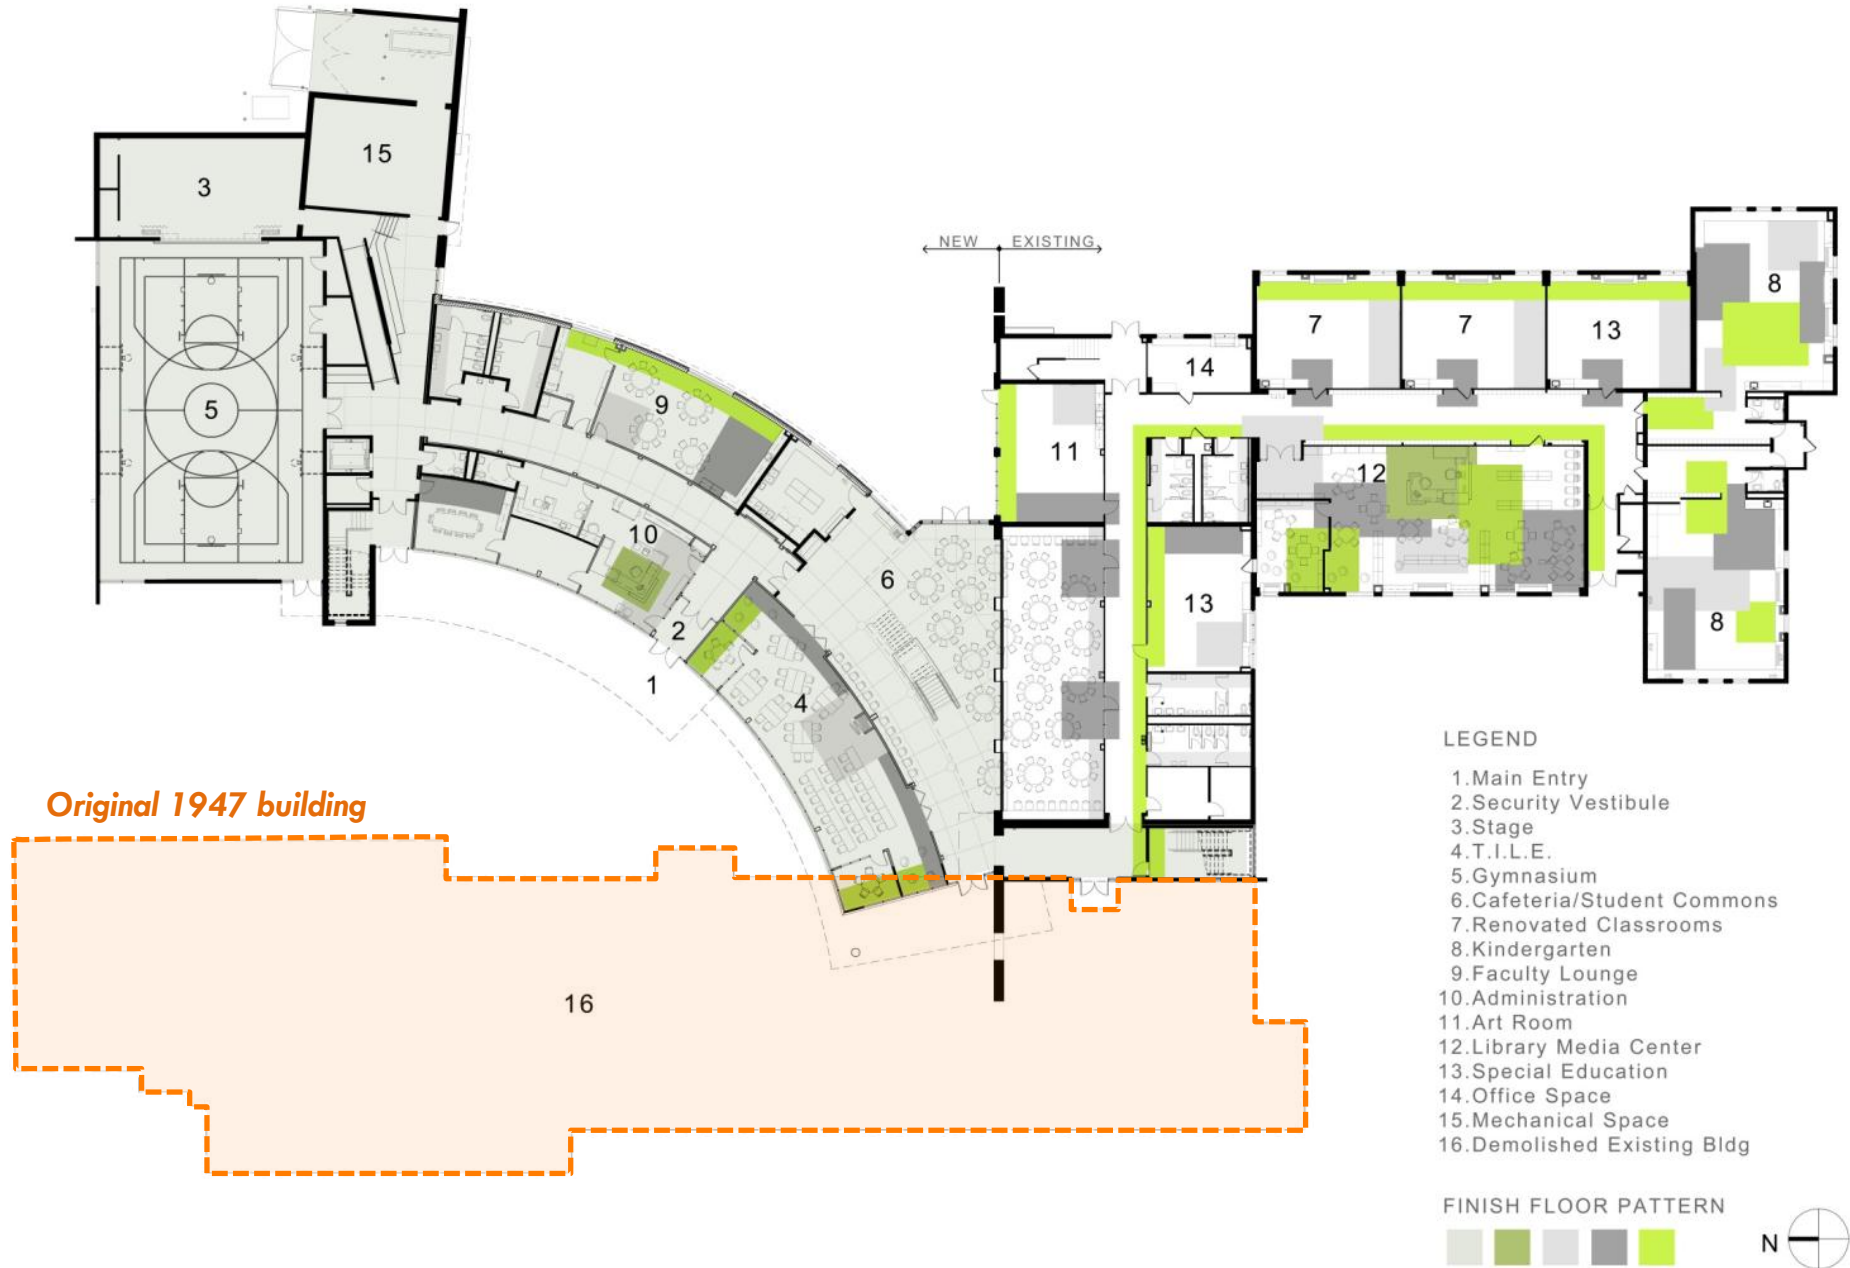 15
3
NEW EXISTING
8
7
7
13
14
5
9
11
12
10
6
13
2
8
1
4
Original 1947 building
16
LEGEND
1.Main Entry
2.Security Vestibule
3.Stage
4.T.I.L.E.
5.Gymnasium
6.Cafeteria/Student Commons
7.Renovated Classrooms
8.Kindergarten
9.Faculty Lounge
10.Administration
11.Art Room
12.Library Media Center
13.Special Education
14.Office Space
15.Mechanical Space
16.Demolished Existing Bldg
FINISH FLOOR PATTERN
N